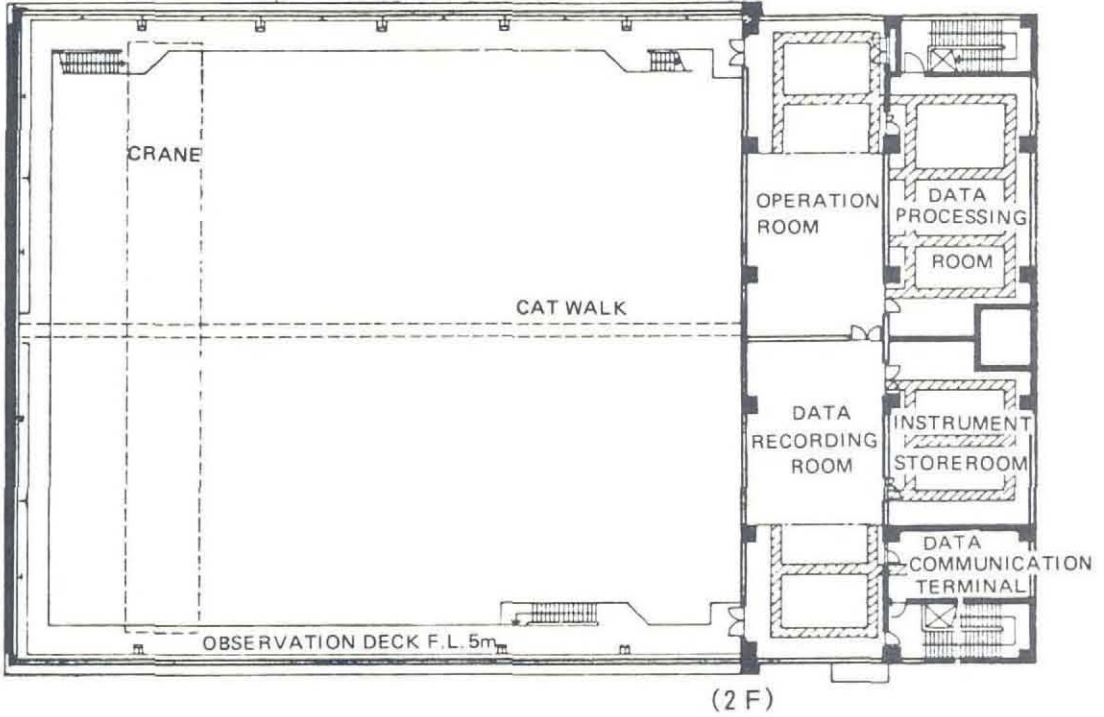 CRANE
OPERATION
ROOM
DATA
PROCESSING
ROOM
CAT WALK
DATA
RECORDING
ROOM
INSTRUMENT
STOREROOM
DATA
COMMUNICATION
TERMINAL
OBSERVATION DECK F.L. 5m
(2F)